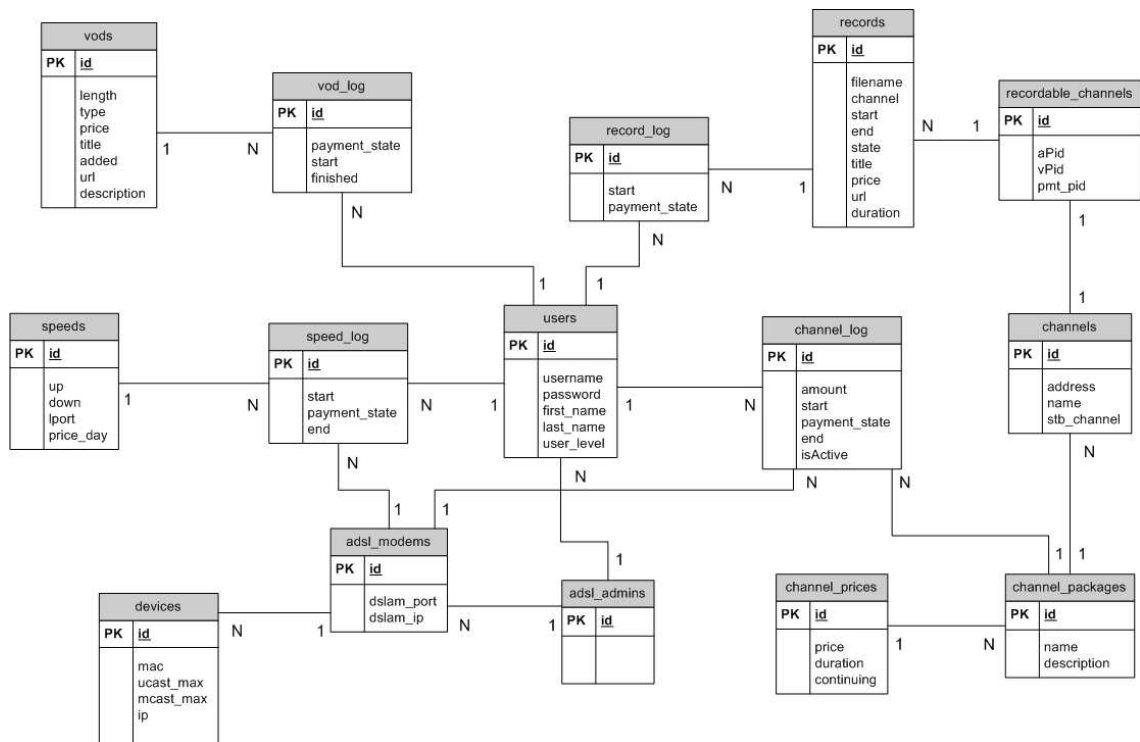 vods
PK id
length
type
price
title
added
url
description
1
N
vod_log
PK id
payment_state
start
finished
N
1
record_log
PK id
start
payment_state
N
1
N
1
records
PK id
filename
channel
start
end
state
title
price
url
duration
N
1
recordable_channels
PK id
aPid
vPid
pmt_pid
1
1
speeds
PK id
up
down
lport
price_day
1
N
speed_log
PK id
start
payment_state
end
N
1
N
1
users
PK id
username
password
first_name
last_name
user_level
1
N
N
1
channel_log
PK id
amount
start
payment_state
end
isActive
N
1
N
1
channels
PK id
address
name
stb_channel
N
1
adsl_modems
PK id
dslam_port
dslam_ip
N
1
devices
PK id
mac
ucast_max
mcast_max
ip
N
1
adsl_admins
PK id
channel_prices
PK id
price
duration
continuing
1
N
channel_packages
PK id
name
description